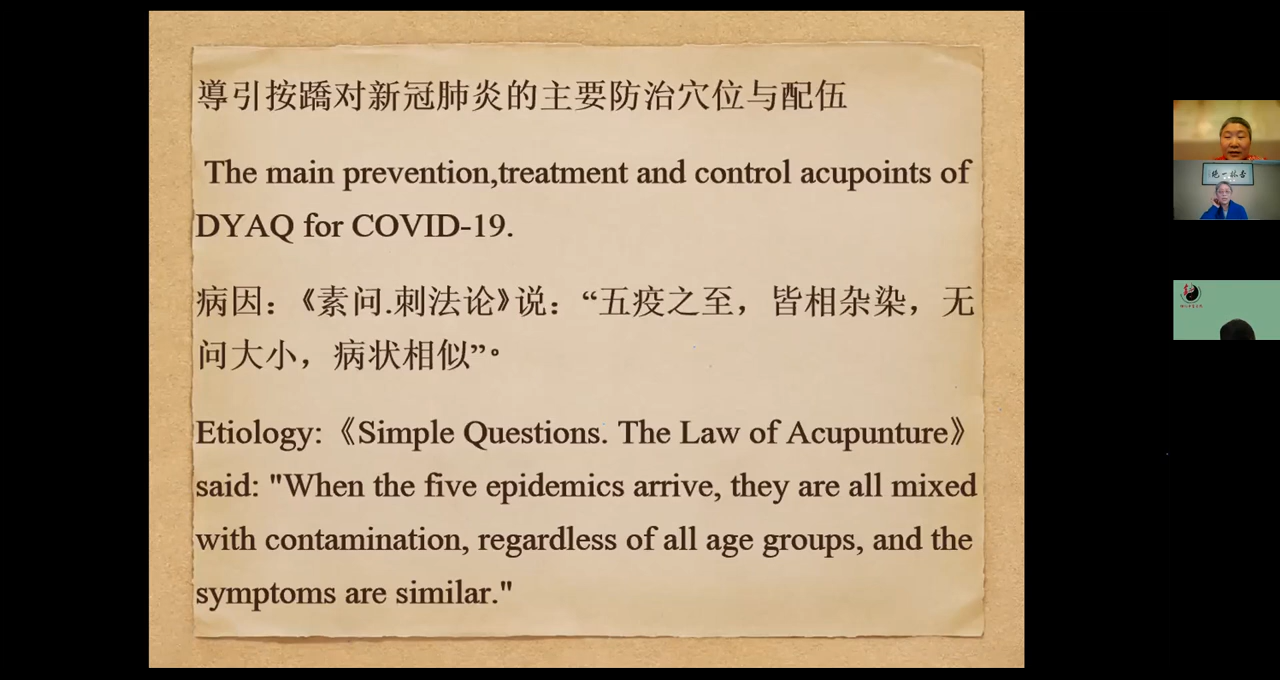 導引按蹻对新冠肺炎的主要防治穴位与配伍
The main prevention,treatment and control acupoints of
DYAQ for COVID-19.
病因：《素问.刺法论》说：“五疫之至，皆相杂染，无
问大小，病状相似”。
Etiology:《Simple Questions. The Law of Acupunture》
said: "When the five epidemics arrive, they are all mixed
with contamination, regardless of all age groups, and the
symptoms are similar."